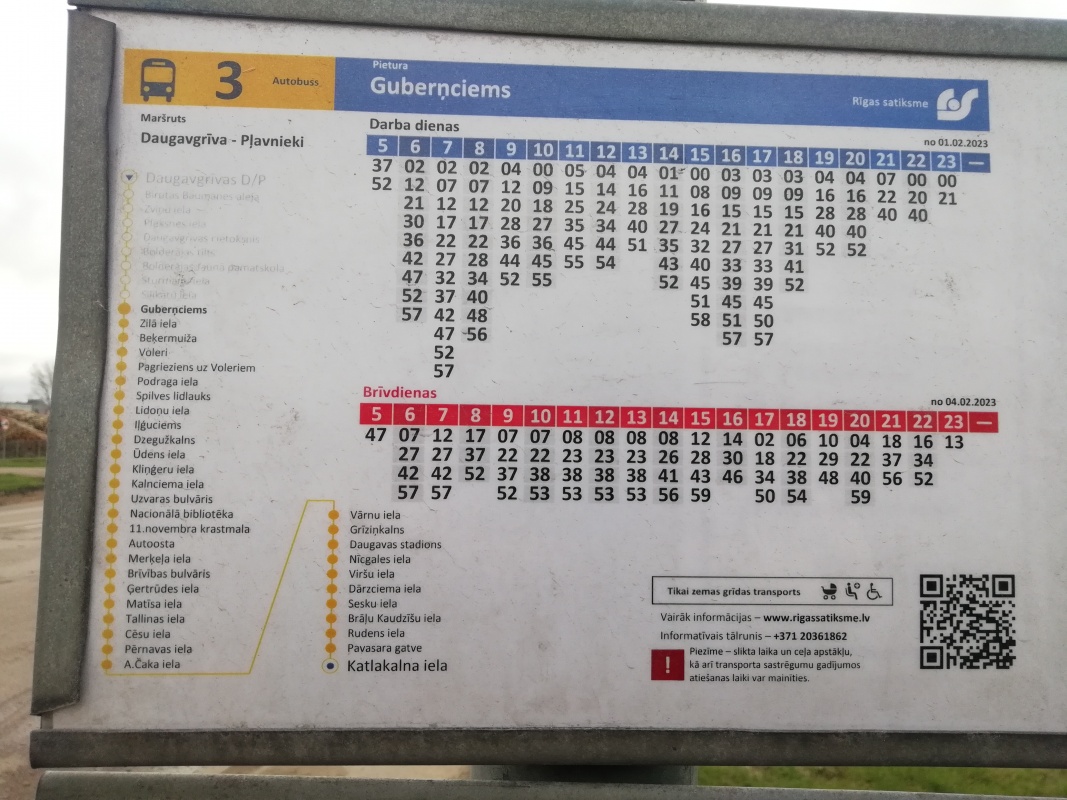 3 Autobuss
Pietura
Guberņciems
Rīgas satiksme
Maršruts
Daugavgrīva - Pļavnieki
Daugavgrīvas D/P
Guberņciems
Zilā iela
Beķermuiža
Voleri
Pagrieziens uz Voleriem
Podraga iela
Spilves lidlauks
Lidoņu iela
Iļģuciems
Dzegužkalns
Ūdens iela
Kliņģeru iela
Kalnciema iela
Uzvaras bulvāris
Nacionālā bibliotēka
11.novembra krastmala
Autoosta
Merķeļa iela
Brīvības bulvāris
Ģertrūdes iela
Matīsa iela
Tallinas iela
Cēsu iela
Pērnavas iela
A.Čaka iela
Vārnu iela
Grīziņkalns
Daugavas stadions
Nīcgales iela
Viršu iela
Dārzciema iela
Sesku iela
Brāļu Kaudzīšu iela
Rudens iela
Pavasara gatve
Katlakalna iela
Darba dienas
no 01.02.2023
5 6 7 8 9 10 11 12 13 14 15 16 17 18 19 20 21 22 23 —
37 02 02 02 04 00 05 04 04 01 00 03 03 03 04 04 07 00 00
52 12 07 07 12 09 15 14 16 11 08 09 09 09 16 16 22 20 21
21 12 12 20 18 25 24 28 19 16 15 15 15 28 28 40 40
30 17 17 28 27 35 34 40 27 24 21 21 21 40 40
36 22 22 36 36 45 44 51 35 32 27 27 31 52 52
42 27 28 44 45 55 54 43 40 33 33 41
47 32 34 52 55 52 45 39 39 52
52 37 40 51 45 45
57 42 48 58 51 50
47 56 57 57
52
57
Brīvdienas
no 04.02.2023
5 6 7 8 9 10 11 12 13 14 15 16 17 18 19 20 21 22 23 —
47 07 12 17 07 07 08 08 08 08 12 14 02 06 10 04 18 16 13
27 27 37 22 22 23 23 23 26 28 30 18 22 29 22 37 34
42 42 52 37 38 38 38 38 41 43 46 34 38 48 40 56 52
57 57 52 53 53 53 53 56 59 50 54 59
Tikai zemas grīdas transports
Vairāk informācijas – www.rigassatiksme.lv
Informatīvais tālrunis – +371 20361862
! Piezīme – slikta laika un ceļa apstākļu,
kā arī transporta sastrēgumu gadījumos
atiešanas laiki var mainīties.